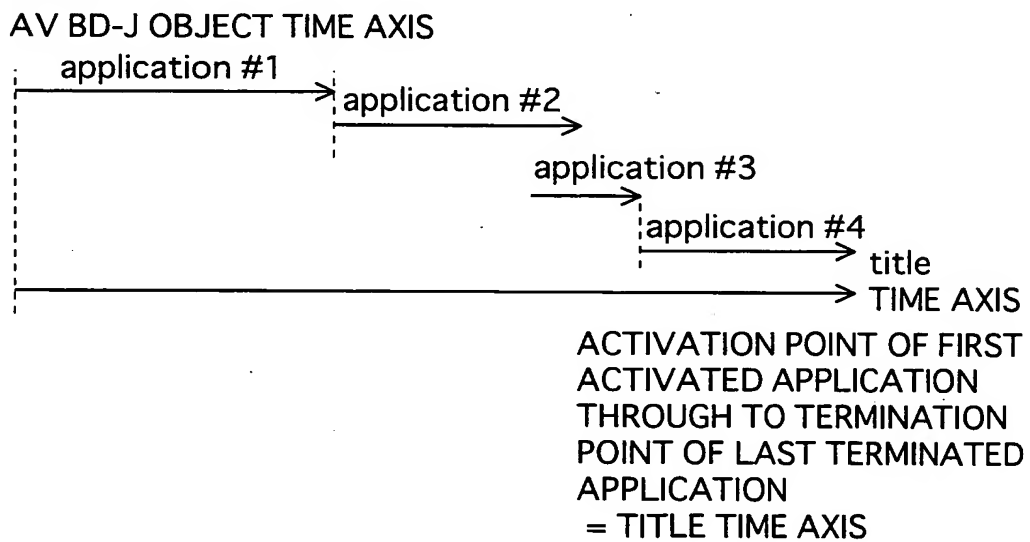 AV BD-J OBJECT TIME AXIS
application #1
application #2
application #3
application #4
title
TIME AXIS
ACTIVATION POINT OF FIRST
ACTIVATED APPLICATION
THROUGH TO TERMINATION
POINT OF LAST TERMINATED
APPLICATION
= TITLE TIME AXIS